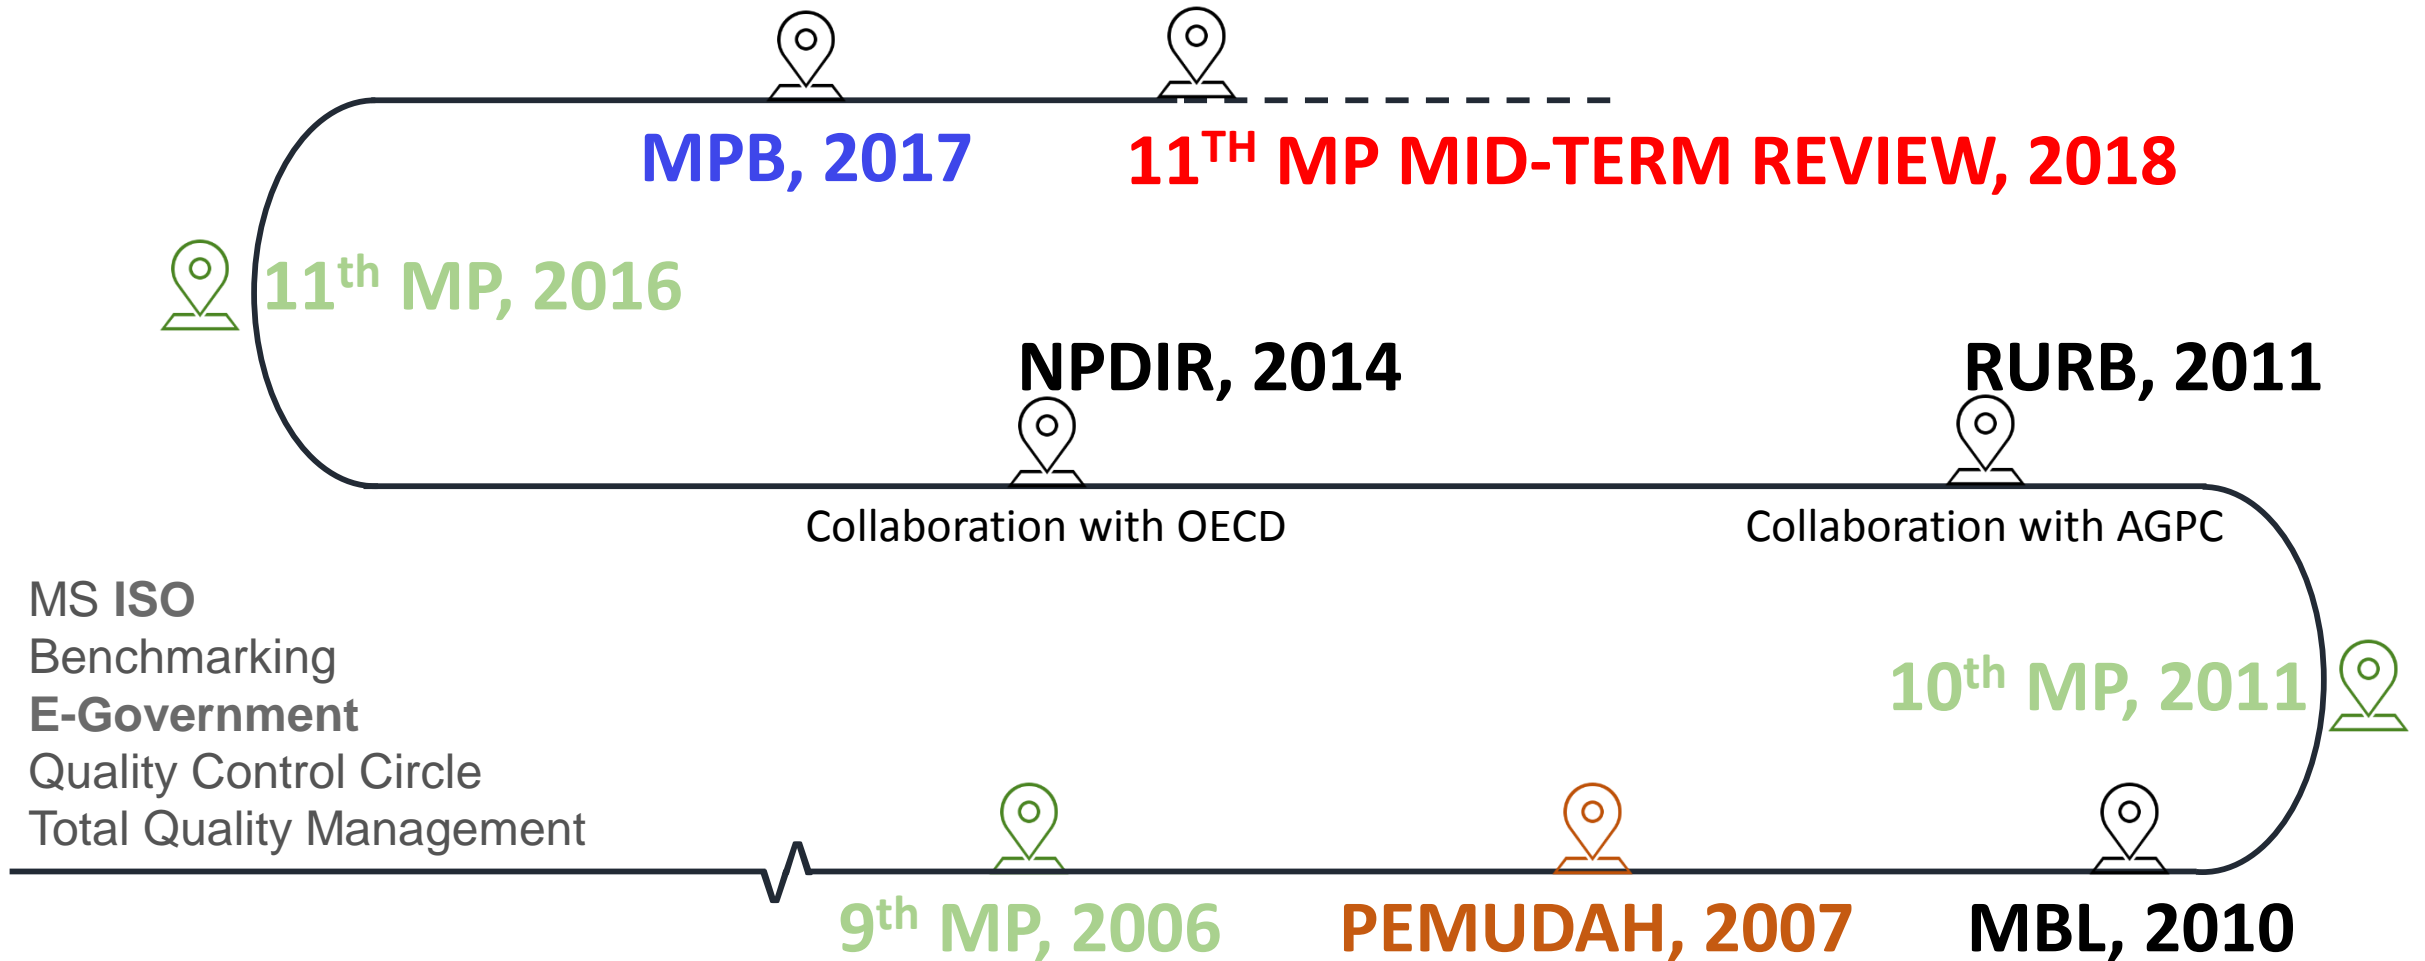 MPB, 2017
11TH MP MID-TERM REVIEW, 2018
11th MP, 2016
NPDIR, 2014
RURB, 2011
Collaboration with OECD
Collaboration with AGPC
MS ISO
Benchmarking
E-Government
Quality Control Circle
Total Quality Management
10th MP, 2011
9th MP, 2006
PEMUDAH, 2007
MBL, 2010